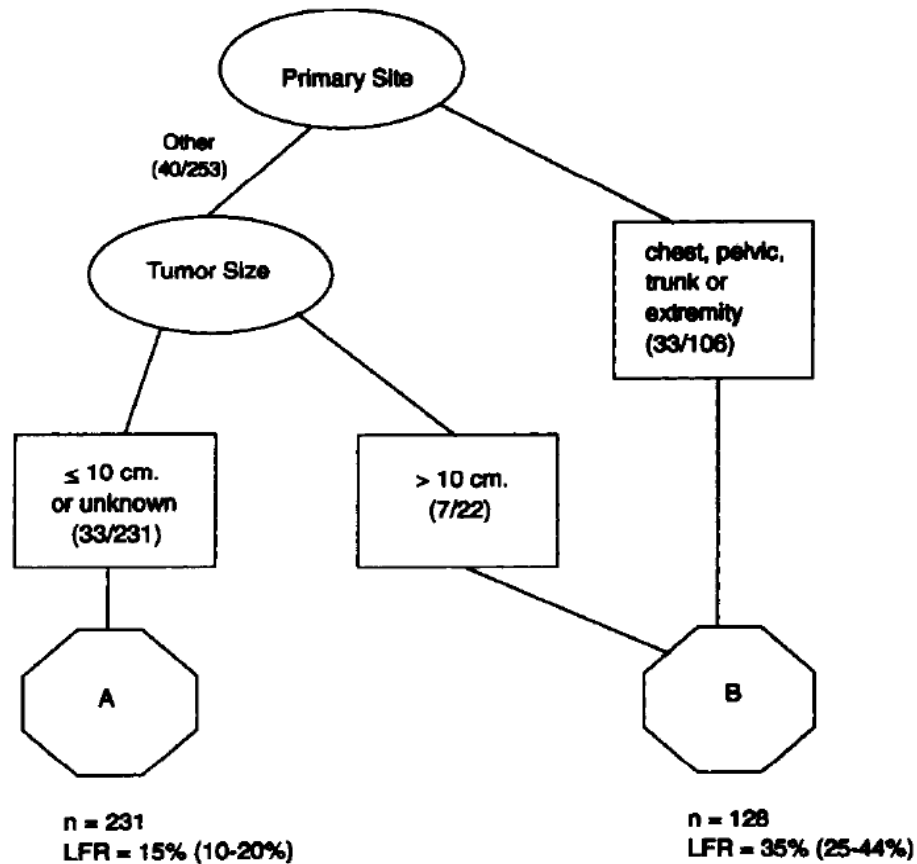 Primary Site
Other
(40/253)
Tumor Size
chest, pelvic,
trunk or
extremity
(33/106)
≤ 10 cm.
or unknown
(33/231)
> 10 cm.
(7/22)
A
B
n = 231
LFR = 15% (10-20%)
n = 128
LFR = 35% (25-44%)